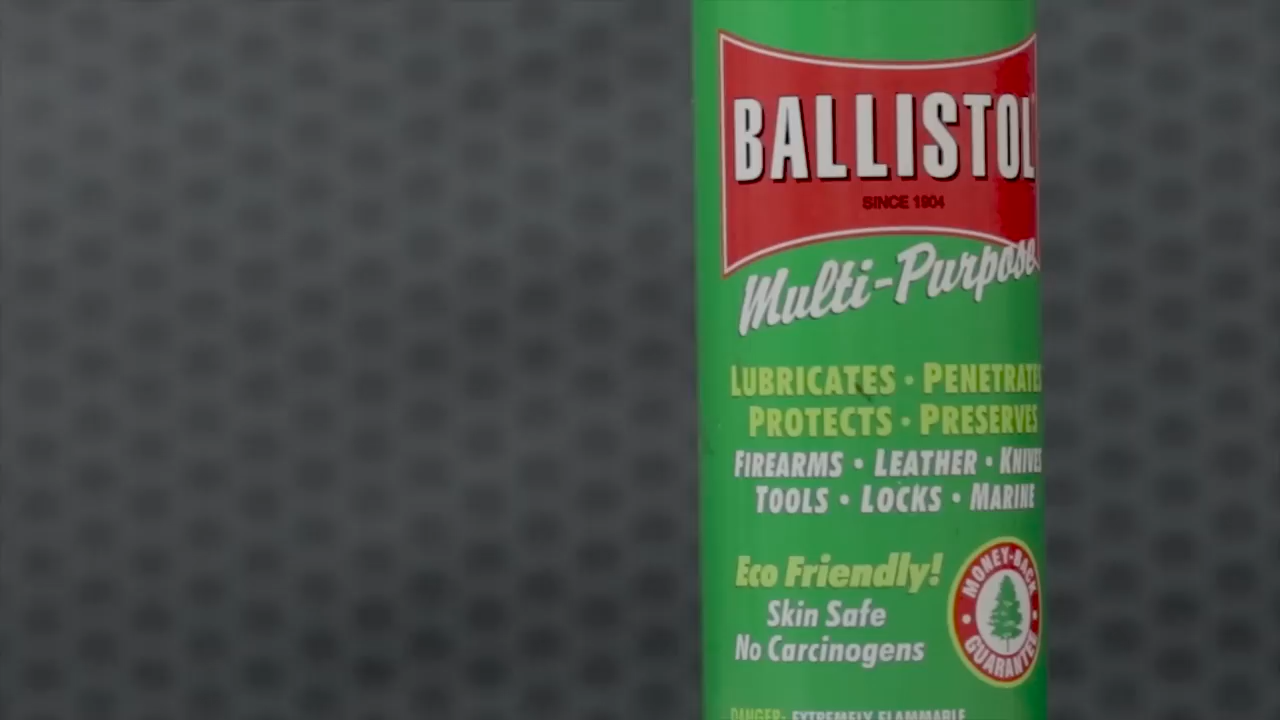 BALLISTOL
SINCE 1904
Multi-Purpose
LUBRICATES • PENETRATES
PROTECTS • PRESERVES
FIREARMS • LEATHER • KNIVES
TOOLS • LOCKS • MARINE
Eco Friendly!
Skin Safe
No Carcinogens
MONEY-BACK
GUARANTEE
DANGER: EXTREMELY FLAMMABLE